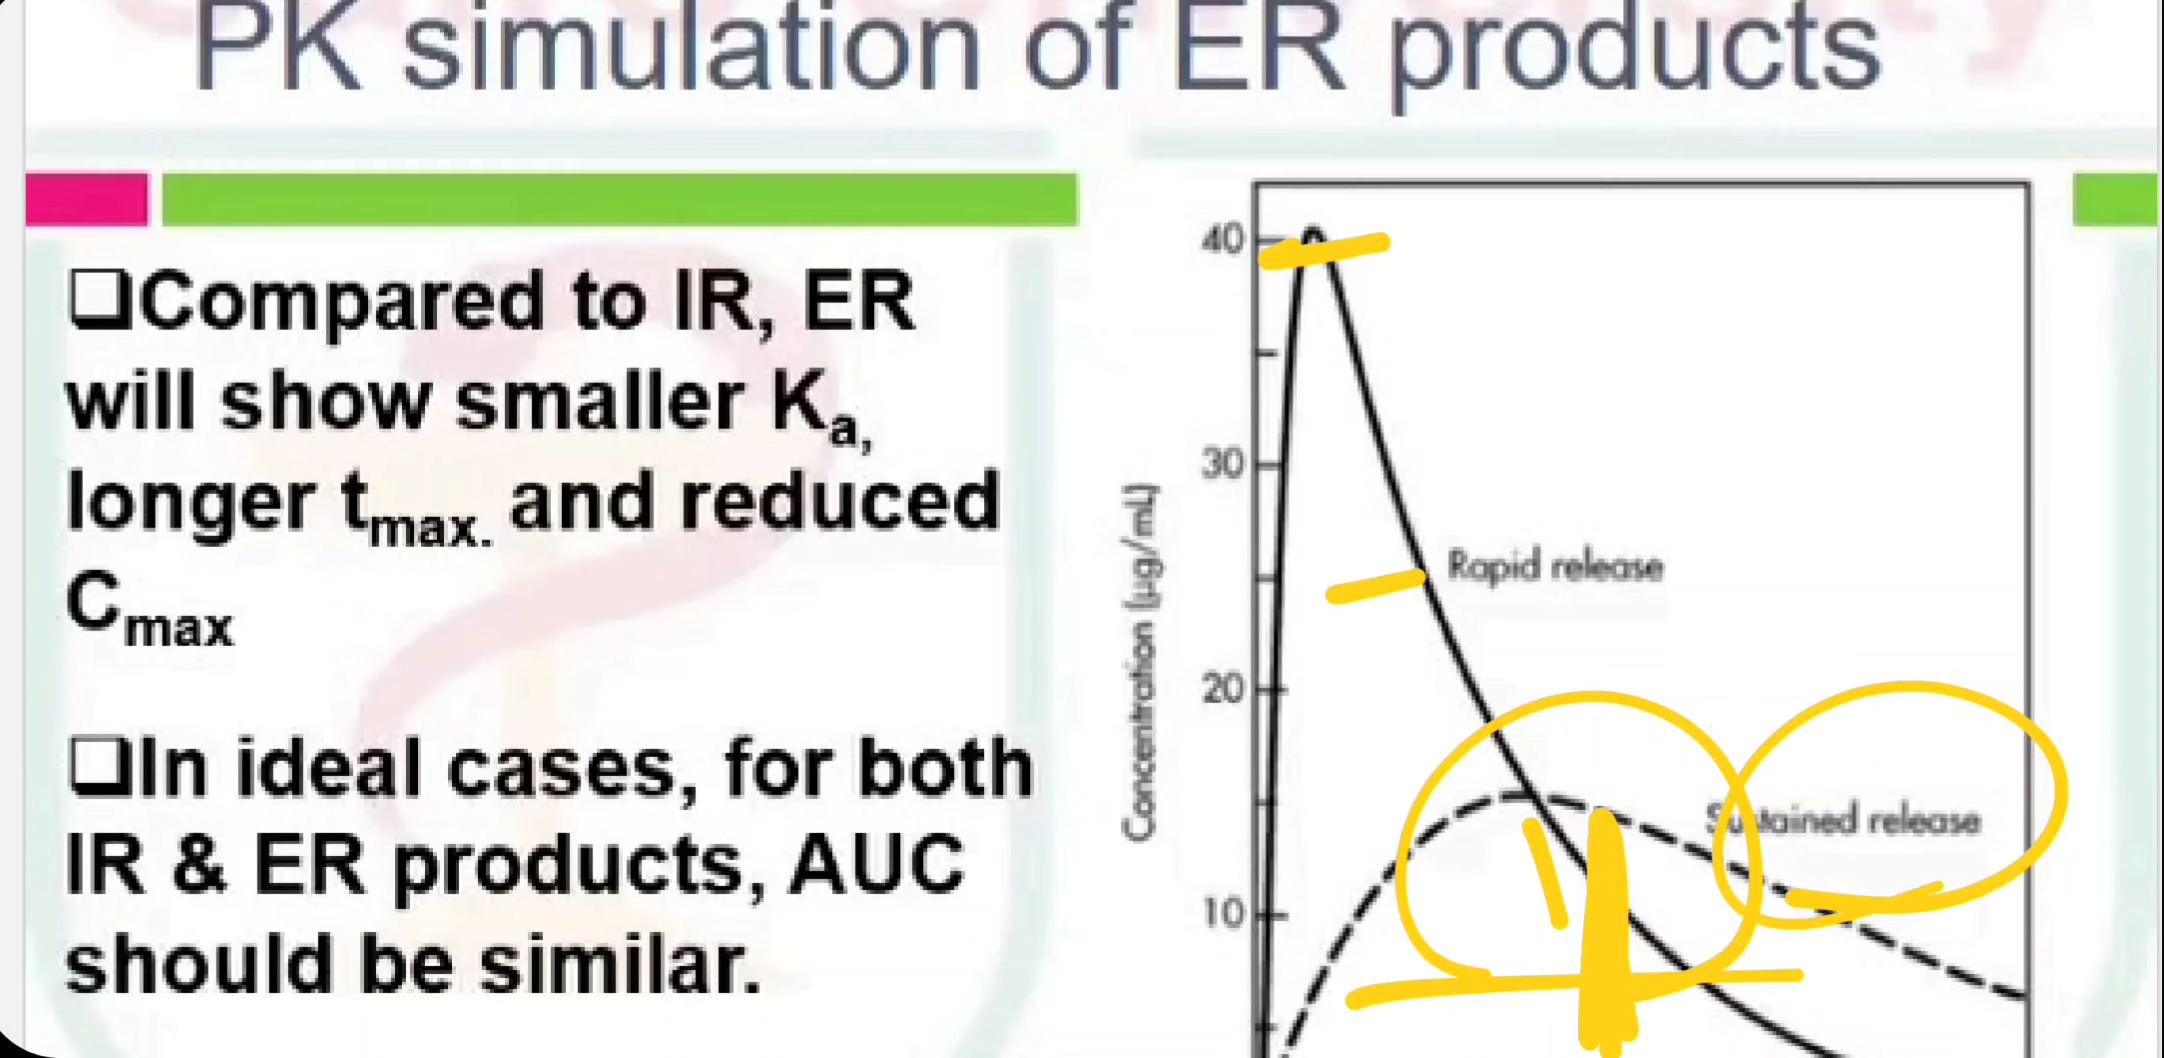 PK simulation of ER products
❑Compared to IR, ER
will show smaller Ka,
longer tmax. and reduced
Cmax
❑In ideal cases, for both
IR & ER products, AUC
should be similar.
Concentration (µg/mL)
40
30
20
10
Rapid release
Sustained release